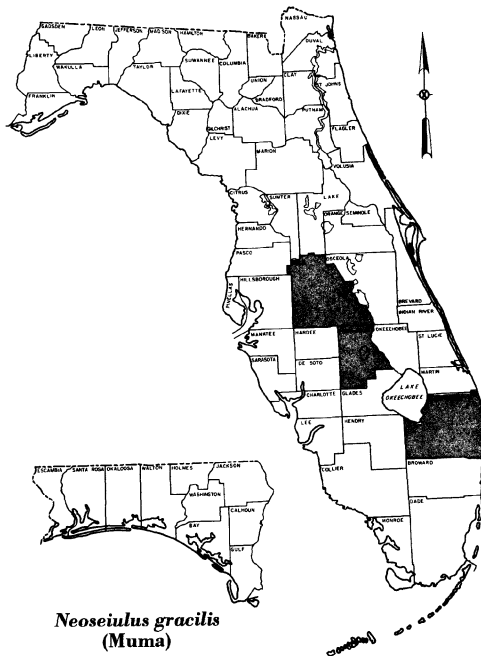 NASSAU
GADSDEN
LEON
JEFFERSON
MADISON
HAMILTON
BAKER
DUVAL
LIBERTY
WAKULLA
TAYLOR
SUWANNEE
COLUMBIA
UNION
CLAY
ST JOHNS
FRANKLIN
LAFAYETTE
BRADFORD
DIXIE
GILCHRIST
ALACHUA
PUTNAM
FLAGLER
LEVY
MARION
VOLUSIA
CITRUS
SUMTER
LAKE
HERNANDO
ORANGE
SEMINOLE
PASCO
OSCEOLA
PINELLAS
HILLSBOROUGH
BREVARD
INDIAN RIVER
MANATEE
HARDEE
OKEECHOBEE
ST LUCIE
SARASOTA
DE SOTO
MARTIN
CHARLOTTE
GLADES
LAKE
OKEECHOBEE
LEE
HENDRY
COLLIER
BROWARD
DADE
MONROE
ESCAMBIA
SANTA ROSA
OKALOOSA
WALTON
HOLMES
JACKSON
WASHINGTON
BAY
CALHOUN
GULF
Neoseiulus gracilis
(Muma)